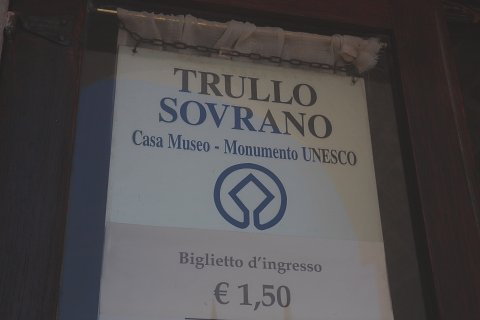 TRULLO
SOVRANO
Casa Museo - Monumento UNESCO
Biglietto d'ingresso
€ 1,50